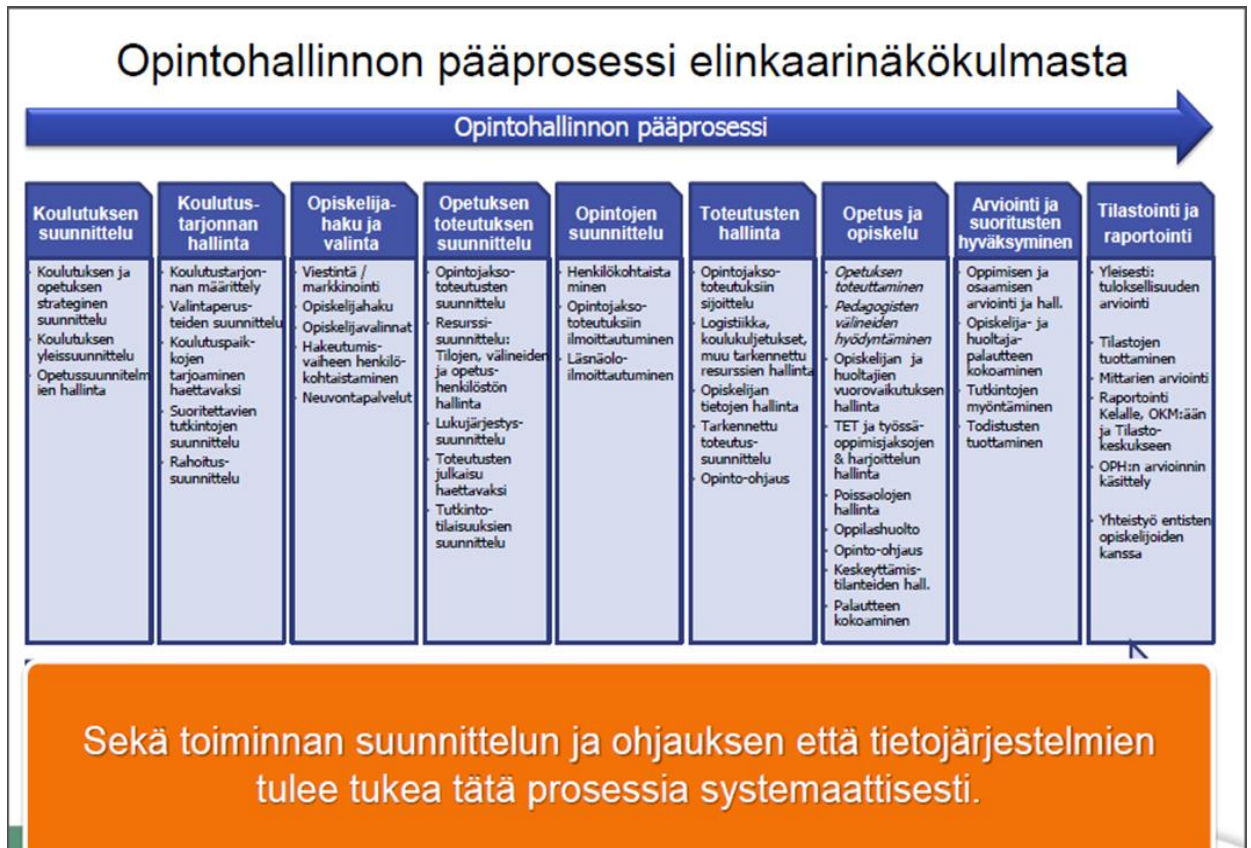 Opintohallinnon pääprosessi elinkaarinäkökulmasta
Opintohallinnon pääprosessi
Koulutuksen
suunnittelu
Koulutuksen ja
opetuksen
strateginen
suunnittelu
Koulutuksen
yleissuunnittelu
Opetussuunnitelm
ien hallinta
Koulutus-
tarjonnan
hallinta
Koulutustarjon-
nan määrittely
Valintaperus-
teiden suunnittelu
Koulutuspaik-
kojen
tarjoaminen
haettavaksi
Suoritettavien
tutkintojen
suunnittelu
Rahoitus-
suunnittelu
Opiskelija-
haku ja
valinta
Viestintä /
markkinointi
Opiskelijahaku
Opiskelijavalinnat
Hakeutumis-
vaiheen henkilö-
kohtaistaminen
Neuvontapalvelut
Opetuksen
toteutuksen
suunnittelu
Opintojakso-
toteutusten
suunnittelu
Resurssi-
suunnittelu:
Tilojen, välineiden
ja opetus-
henkilöstön
hallinta
Lukujärjestys-
suunnittelu
Toteutusten
julkaisu
haettavaksi
Tutkinto-
tilaisuuksien
suunnittelu
Opintojen
suunnittelu
Henkilökohtaista
minen
Opintojakso-
toteutuksiin
ilmoittautuminen
Läsnäolo-
ilmoittautuminen
Toteutusten
hallinta
Opintojakso-
toteutuksiin
sijoittelu
Logistiikka,
koulukuljetukset,
muu tarkennettu
resurssien hallinta
Opiskelijan
tietojen hallinta
Tarkennettu
toteutus-
suunnittelu
Opinto-ohjaus
Opetus ja
opiskelu
Opetuksen
toteuttaminen
Pedagogisten
välineiden
hyödyntäminen
Opiskelijan ja
huoltajien
vuorovaikutuksen
hallinta
TET ja työssä-
oppimisjaksojen
& harjoittelun
hallinta
Poissaolojen
hallinta
Oppilashuolto
Opinto-ohjaus
Keskeyttämis-
tilanteiden hall.
Palautteen
kokoaminen
Arviointi ja
suoritusten
hyväksyminen
Oppimisen ja
osaamisen
arviointi ja hall.
Opiskelija- ja
huoltaja-
palautteen
kokoaminen
Tutkintojen
myöntäminen
Todistusten
tuottaminen
Tilastointi ja
raportointi
Yleisesti:
tuloksellisuuden
arviointi
Tilastojen
tuottaminen
Mittarien arviointi
Raportointi
Kelalle, OKM:ään
ja Tilasto-
keskukseen
OPH:n arvioinnin
käsittely
Yhteistyö entisten
opiskelijoiden
kanssa
Sekä toiminnan suunnittelun ja ohjauksen että tietojärjestelmien
tulee tukea tätä prosessia systemaattisesti.